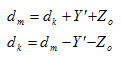 d_m = d_k + Y' + Z_o
d_k = d_m − Y' − Z_o